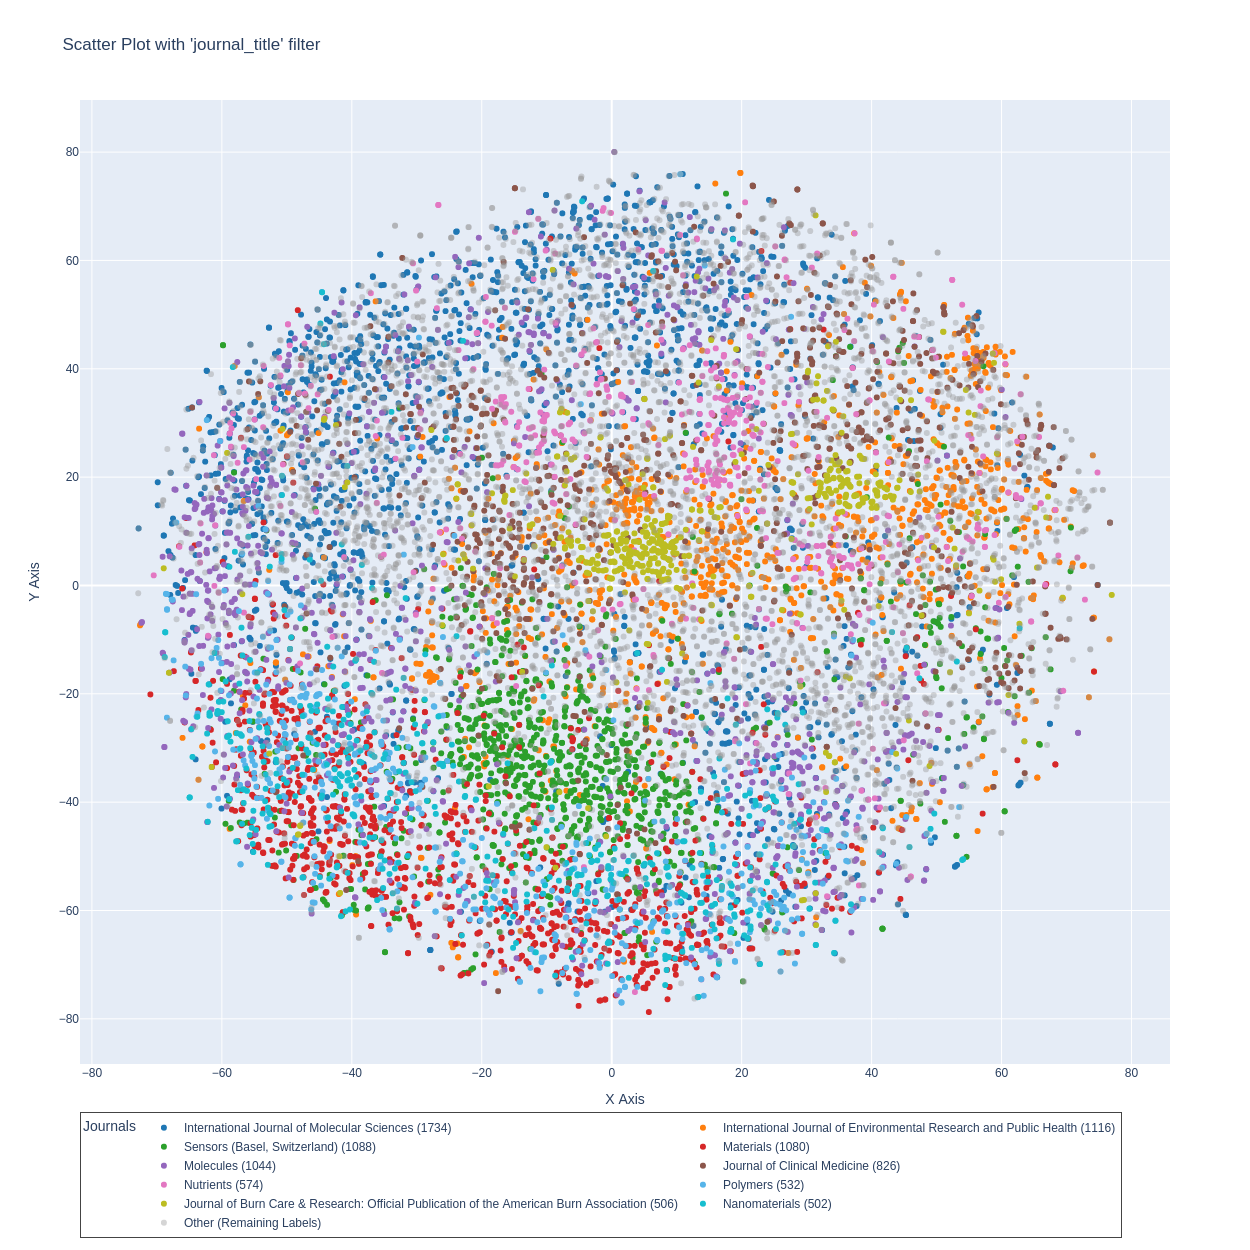 Scatter Plot with 'journal_title' filter
80
60
40
20
0
−20
−40
−60
−80
Y Axis
−80
−60
−40
−20
0
20
40
60
80
X Axis
Journals
International Journal of Molecular Sciences (1734)
International Journal of Environmental Research and Public Health (1116)
Sensors (Basel, Switzerland) (1088)
Materials (1080)
Molecules (1044)
Journal of Clinical Medicine (826)
Nutrients (574)
Polymers (532)
Journal of Burn Care & Research: Official Publication of the American Burn Association (506)
Nanomaterials (502)
Other (Remaining Labels)